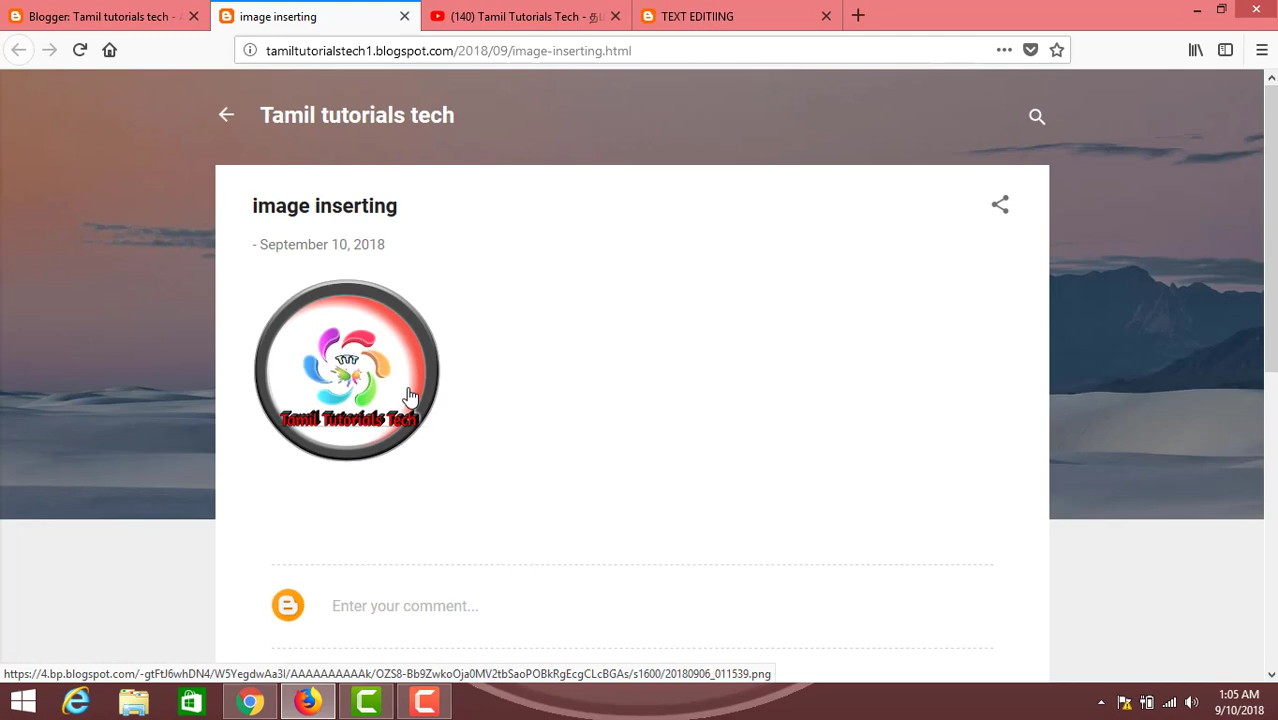 Blogger: Tamil tutorials tech - A
image inserting
(140) Tamil Tutorials Tech - தமி
TEXT EDITIING
tamiltutorialstech1.blogspot.com/2018/09/image-inserting.html
Tamil tutorials tech
image inserting
- September 10, 2018
TTT
Tamil Tutorials Tech
Enter your comment...
https://4.bp.blogspot.com/-gtFtJ6whDN4/W5YegdwAa3I/AAAAAAAAAAk/OZS8-Bb9ZwkoOja0MV2tbSaoPOBkRgEcgCLcBGAs/s1600/20180906_011539.png
1:05 AM
9/10/2018